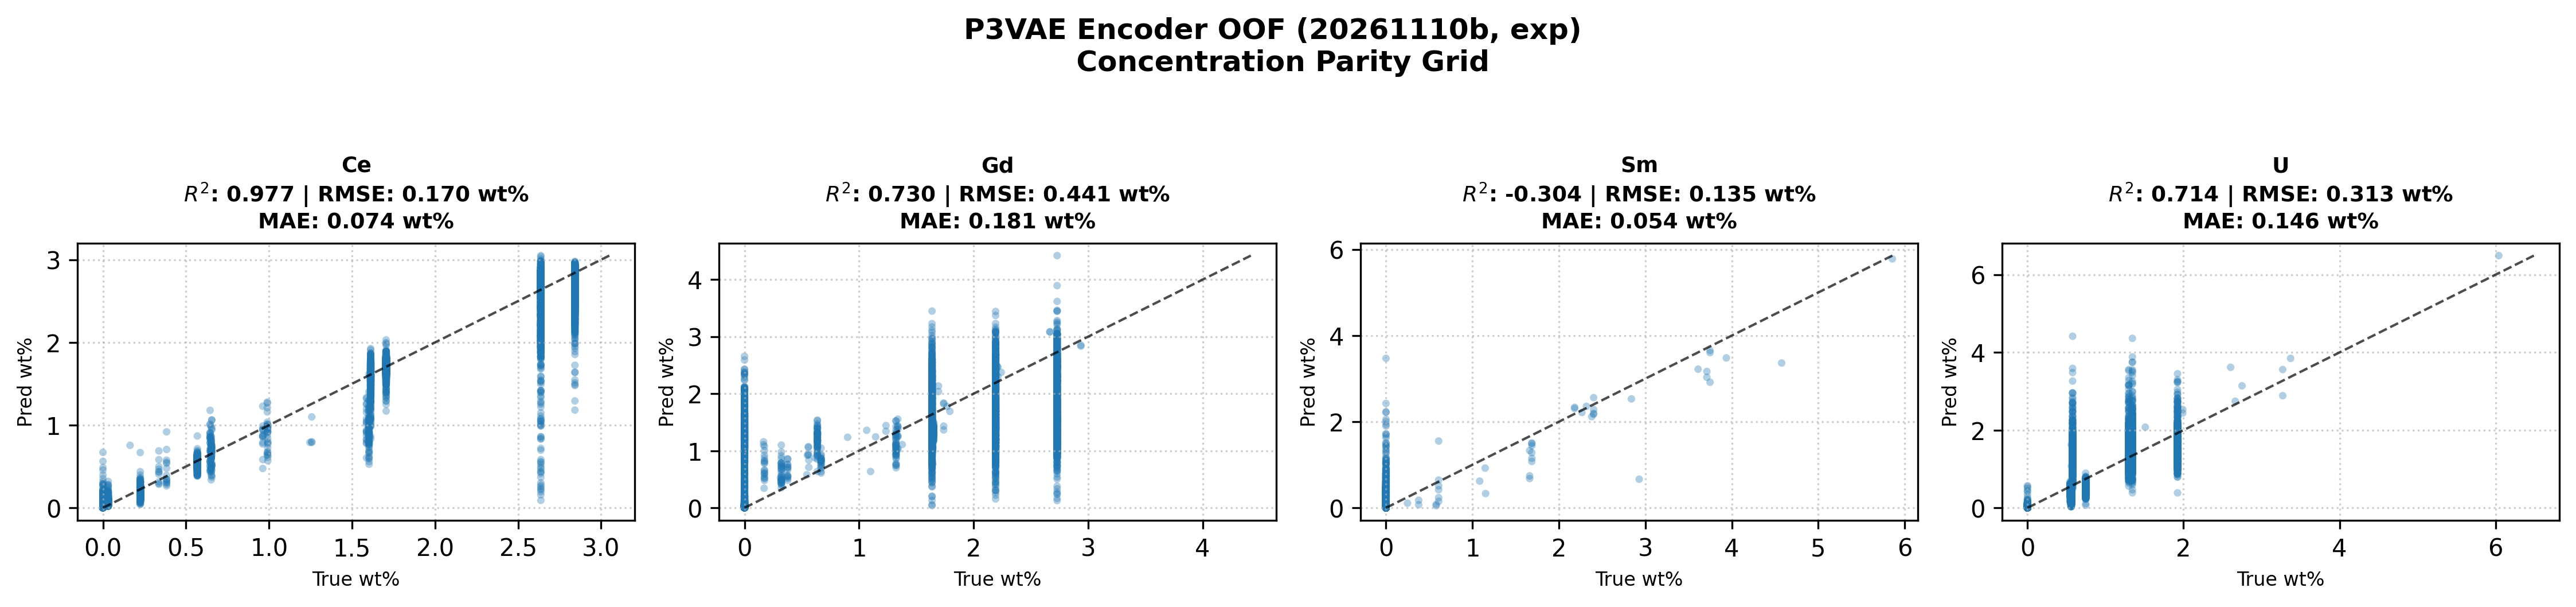 P3VAE Encoder OOF (20261110b, exp)
Concentration Parity Grid
Ce
R²: 0.977 | RMSE: 0.170 wt%
MAE: 0.074 wt%
Pred wt%
3
2
1
0
0.0 0.5 1.0 1.5 2.0 2.5 3.0
True wt%
Gd
R²: 0.730 | RMSE: 0.441 wt%
MAE: 0.181 wt%
Pred wt%
4
3
2
1
0
0 1 2 3 4
True wt%
Sm
R²: -0.304 | RMSE: 0.135 wt%
MAE: 0.054 wt%
Pred wt%
6
4
2
0
0 1 2 3 4 5 6
True wt%
U
R²: 0.714 | RMSE: 0.313 wt%
MAE: 0.146 wt%
Pred wt%
6
4
2
0
0 2 4 6
True wt%